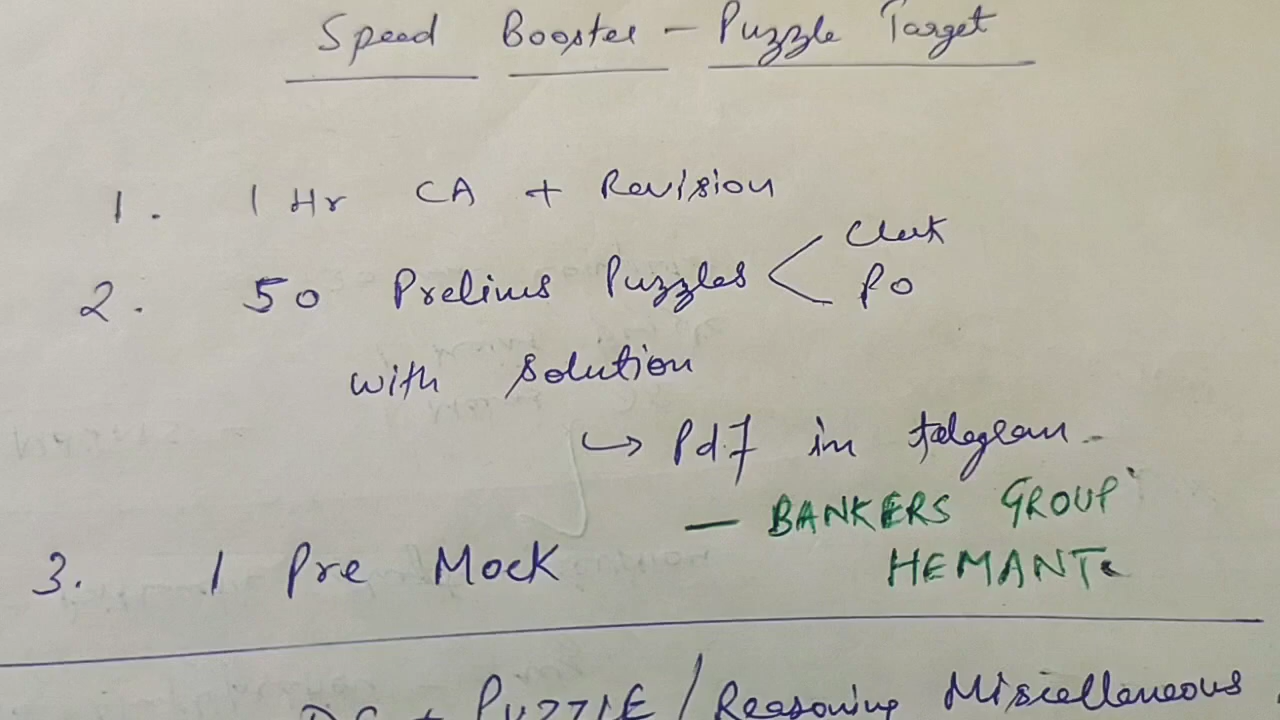 Speed Booster - Puzzle Target
1. 1 Hr CA + Revision
2. 50 Prelims Puzzles < Clerk
PO
with solution
↪ Pdf in telegram.
— BANKERS GROUP
HEMANT
3. 1 Pre Mock
+ PUZZLE / Reasoning Miscellaneous